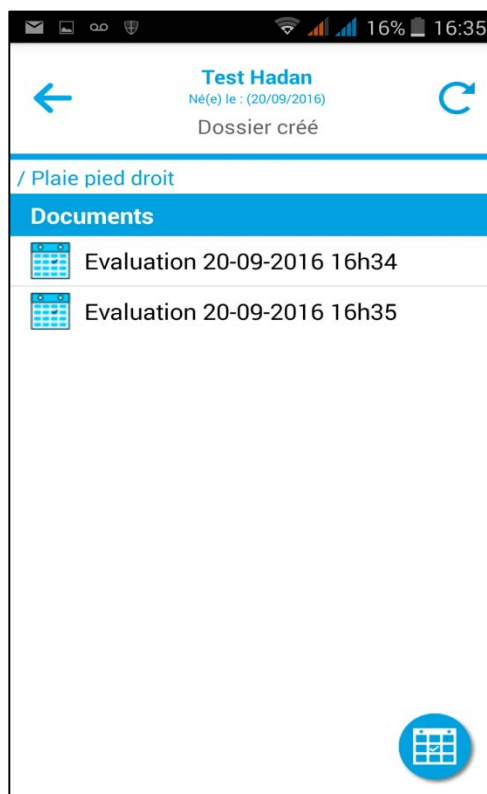 16% 16:35
Test Hadan
Né(e) le : (20/09/2016)
Dossier créé
/ Plaie pied droit
Documents
Evaluation 20-09-2016 16h34
Evaluation 20-09-2016 16h35